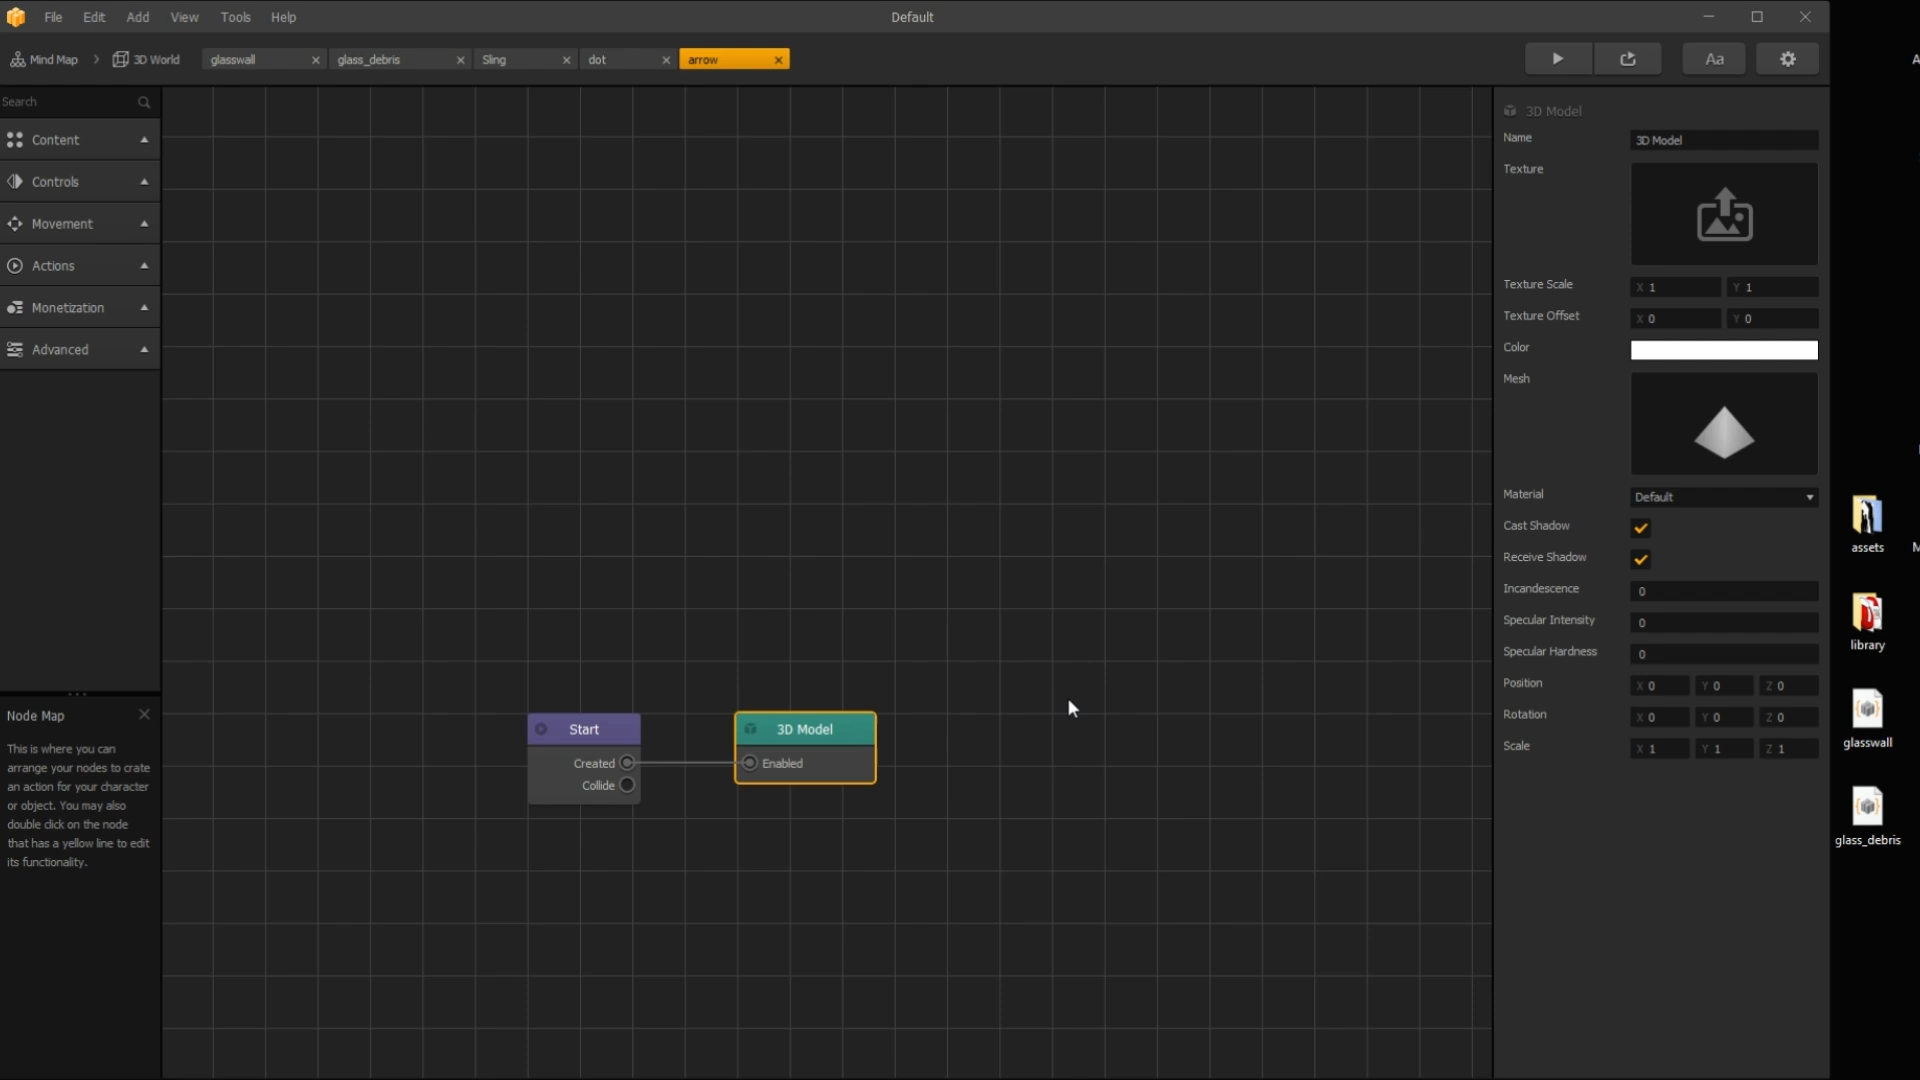 File Edit Add View Tools Help Default
Mind Map 3D World glasswall glass_debris Sling dot arrow Aa
Search
Content
Controls
Movement
Actions
Monetization
Advanced
Node Map
This is where you can
arrange your nodes to crate
an action for your character
or object. You may also
double click on the node
that has a yellow line to edit
its functionality.
Start
Created
Collide
3D Model
Enabled
3D Model
Name 3D Model
Texture
Texture Scale X 1 Y 1
Texture Offset X 0 Y 0
Color
Mesh
Material Default
Cast Shadow
Receive Shadow
Incandescence 0
Specular Intensity 0
Specular Hardness 0
Position X 0 Y 0 Z 0
Rotation X 0 Y 0 Z 0
Scale X 1 Y 1 Z 1
assets
library
glasswall
glass_debris